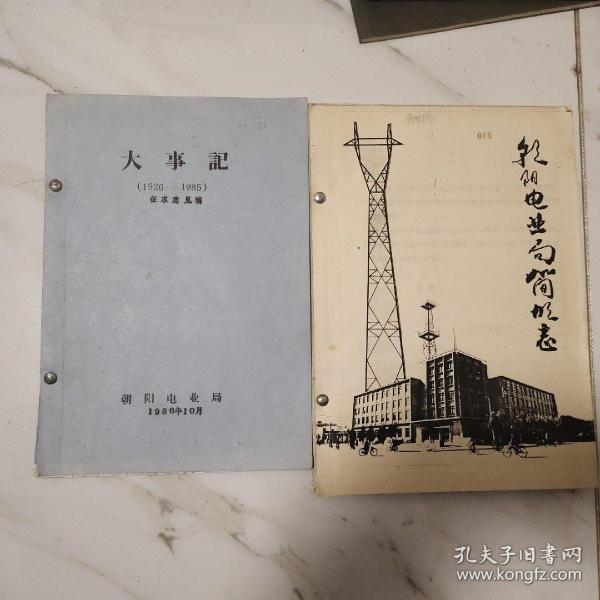 大事記
(1926—1985)
征求意见稿
朝阳电业局
1986年10月
015
朝阳电业局简明志
孔夫子旧书网
www.kongfz.com